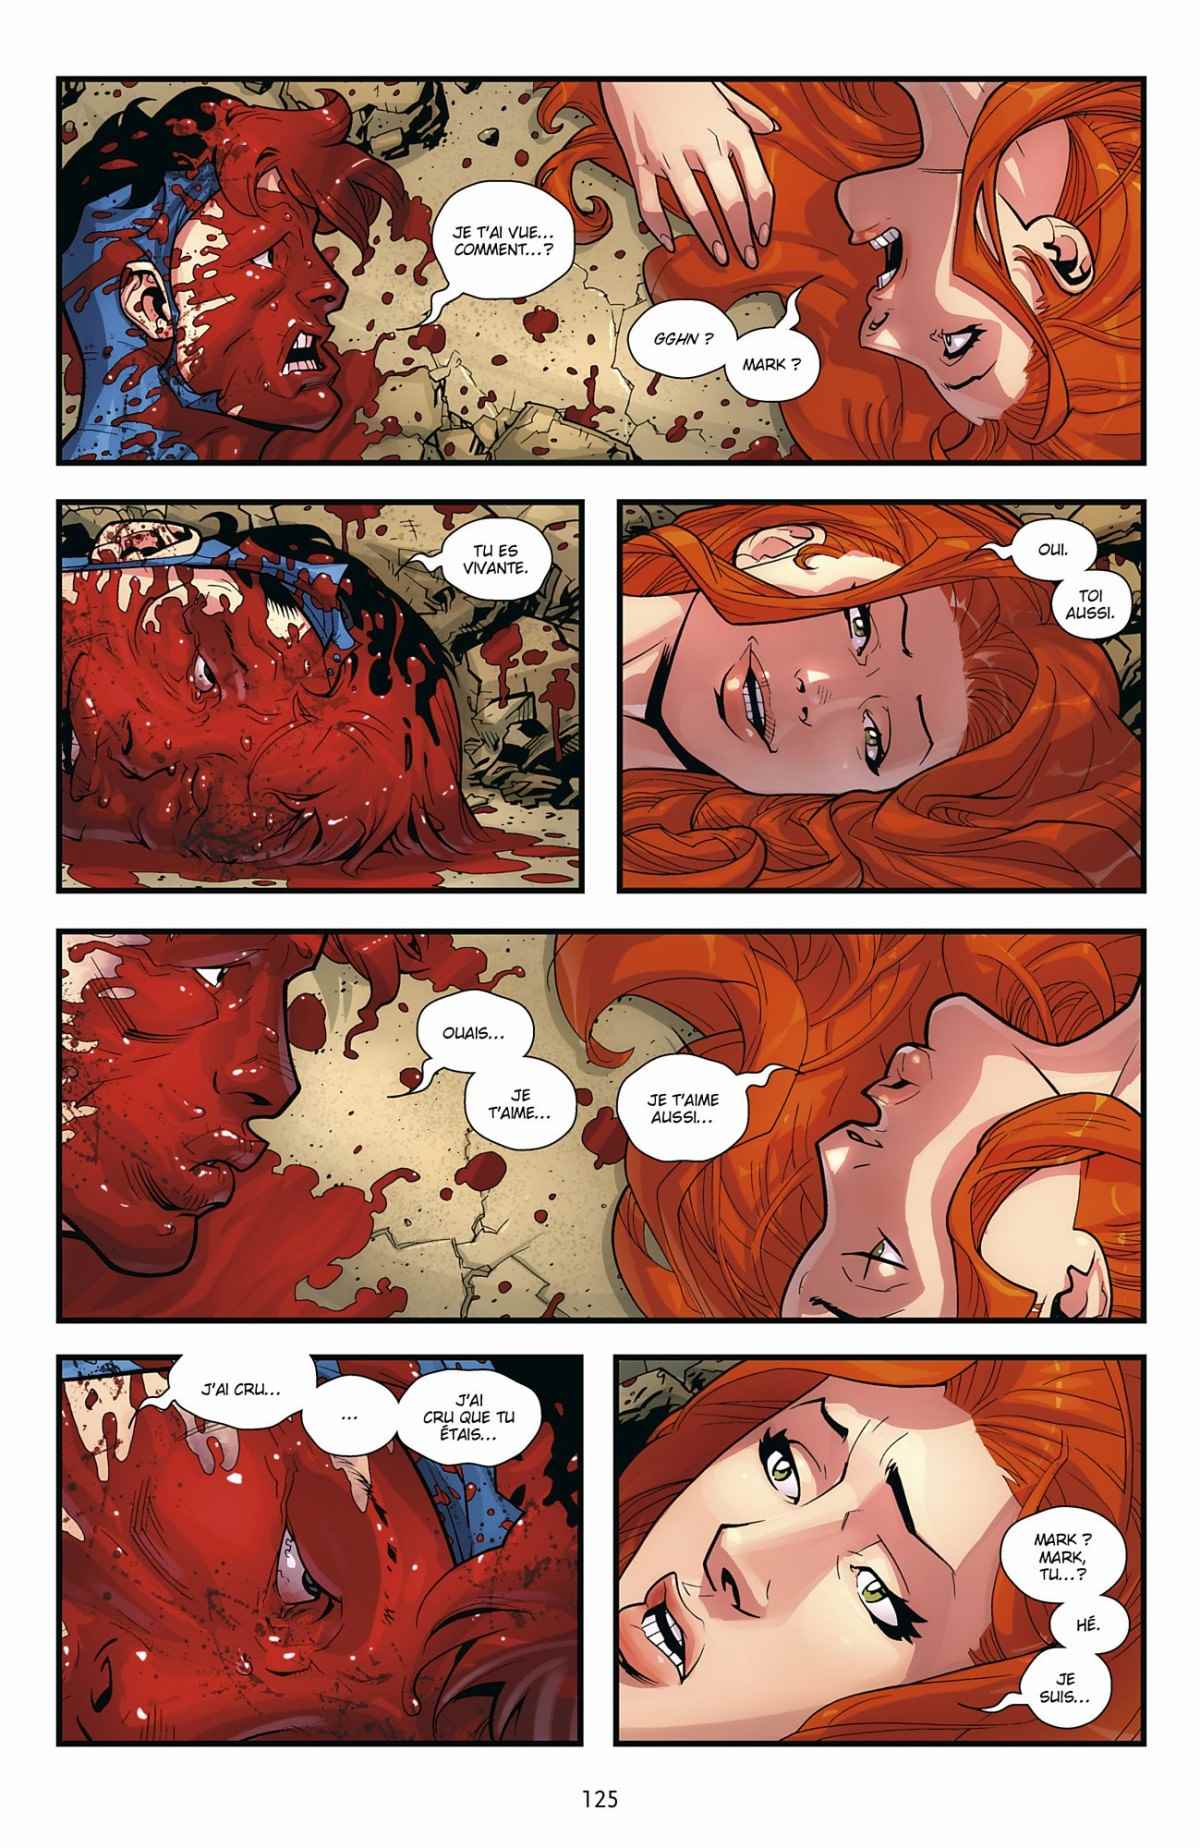 JE T'AI VUE...
COMMENT...?
GGHN ?
MARK ?
TU ES
VIVANTE.
OUI.
TOI
AUSSI.
OUAIS...
JE
T'AIME...
JE T'AIME
AUSSI...
J'AI CRU...
...
J'AI
CRU QUE TU
ÉTAIS...
MARK ?
MARK,
TU...?
HÉ.
JE
SUIS...
125